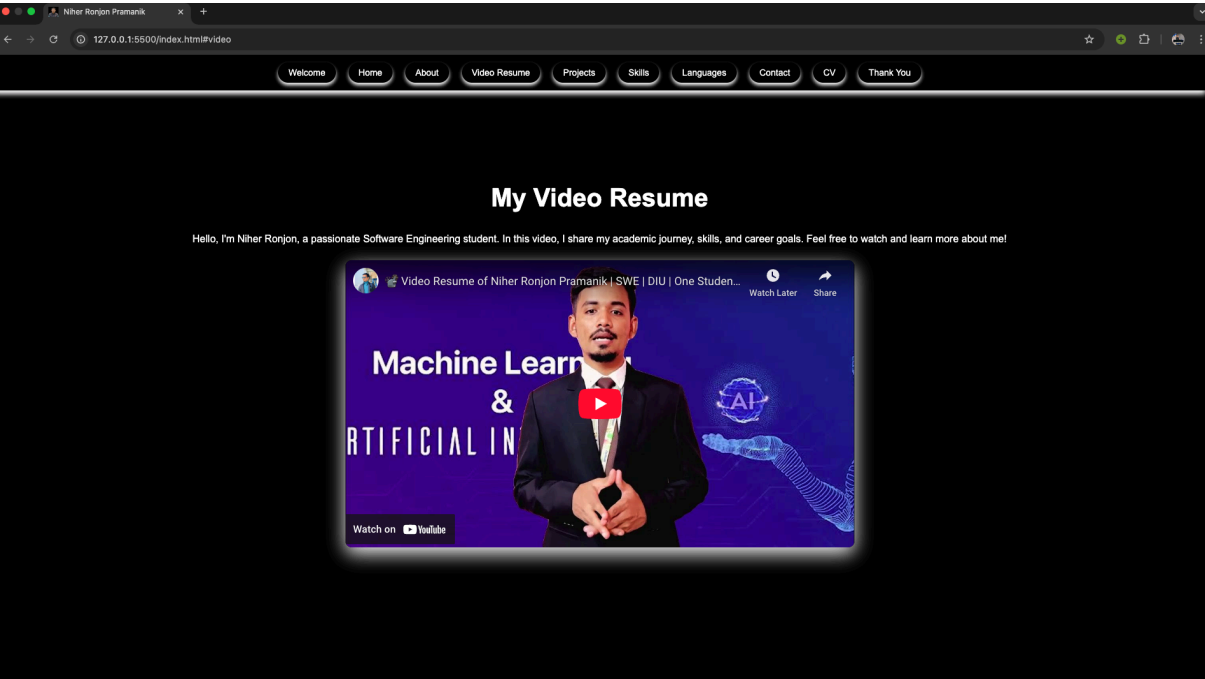 Niher Ronjon Pramanik
127.0.0.1:5500/index.html#video
Welcome Home About Video Resume Projects Skills Languages Contact CV Thank You
My Video Resume
Hello, I'm Niher Ronjon, a passionate Software Engineering student. In this video, I share my academic journey, skills, and career goals. Feel free to watch and learn more about me!
Video Resume of Niher Ronjon Pramanik | SWE | DIU | One Studen...
Watch Later Share
Machine Learn
&
AI
RTIFICIAL IN
Watch on YouTube